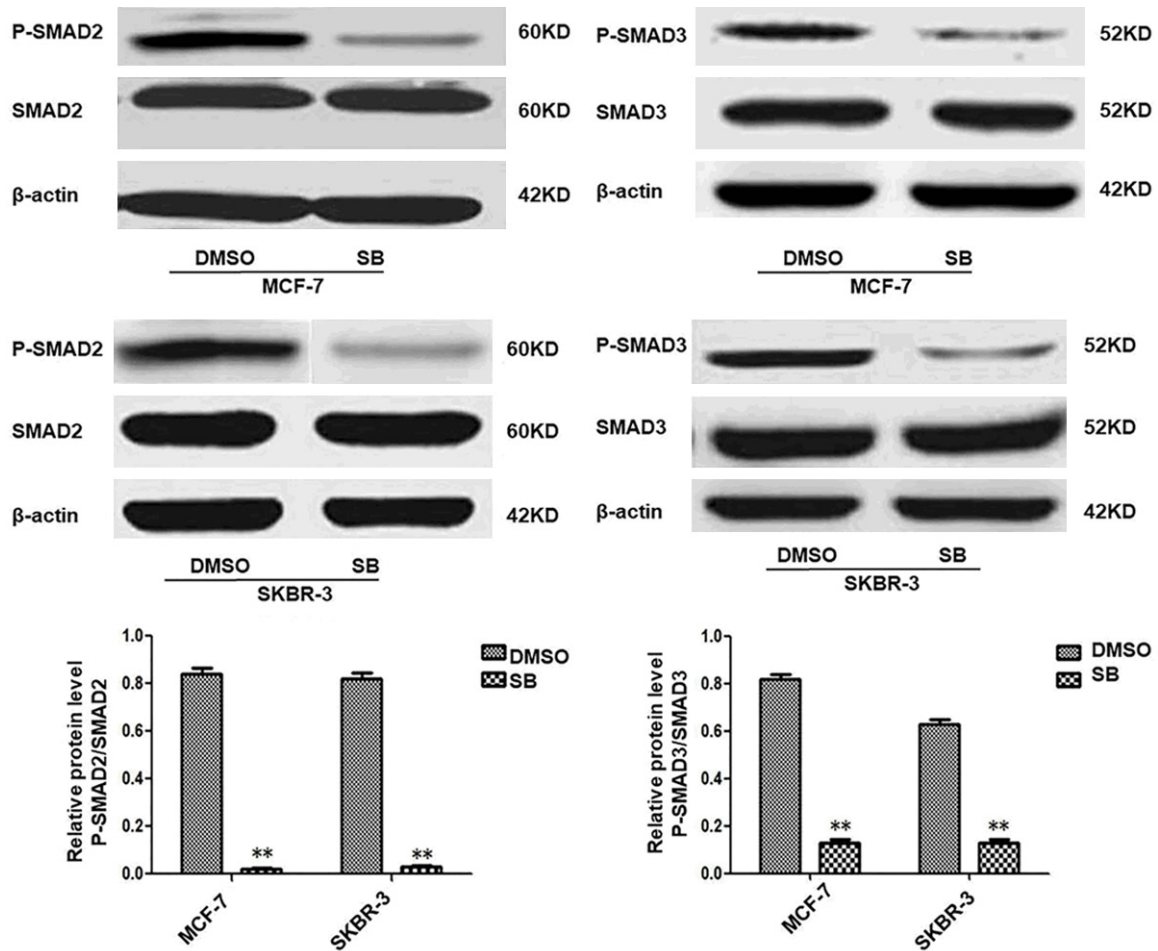 P-SMAD2 60KD
SMAD2 60KD
β-actin 42KD
DMSO SB
MCF-7
P-SMAD3 52KD
SMAD3 52KD
β-actin 42KD
DMSO SB
MCF-7
P-SMAD2 60KD
SMAD2 60KD
β-actin 42KD
DMSO SB
SKBR-3
P-SMAD3 52KD
SMAD3 52KD
β-actin 42KD
DMSO SB
SKBR-3
Relative protein level
P-SMAD2/SMAD2
1.0
0.8
0.6
0.4
0.2
0.0
** **
MCF-7 SKBR-3
DMSO
SB
Relative protein level
P-SMAD3/SMAD3
1.0
0.8
0.6
0.4
0.2
0.0
** **
MCF-7 SKBR-3
DMSO
SB